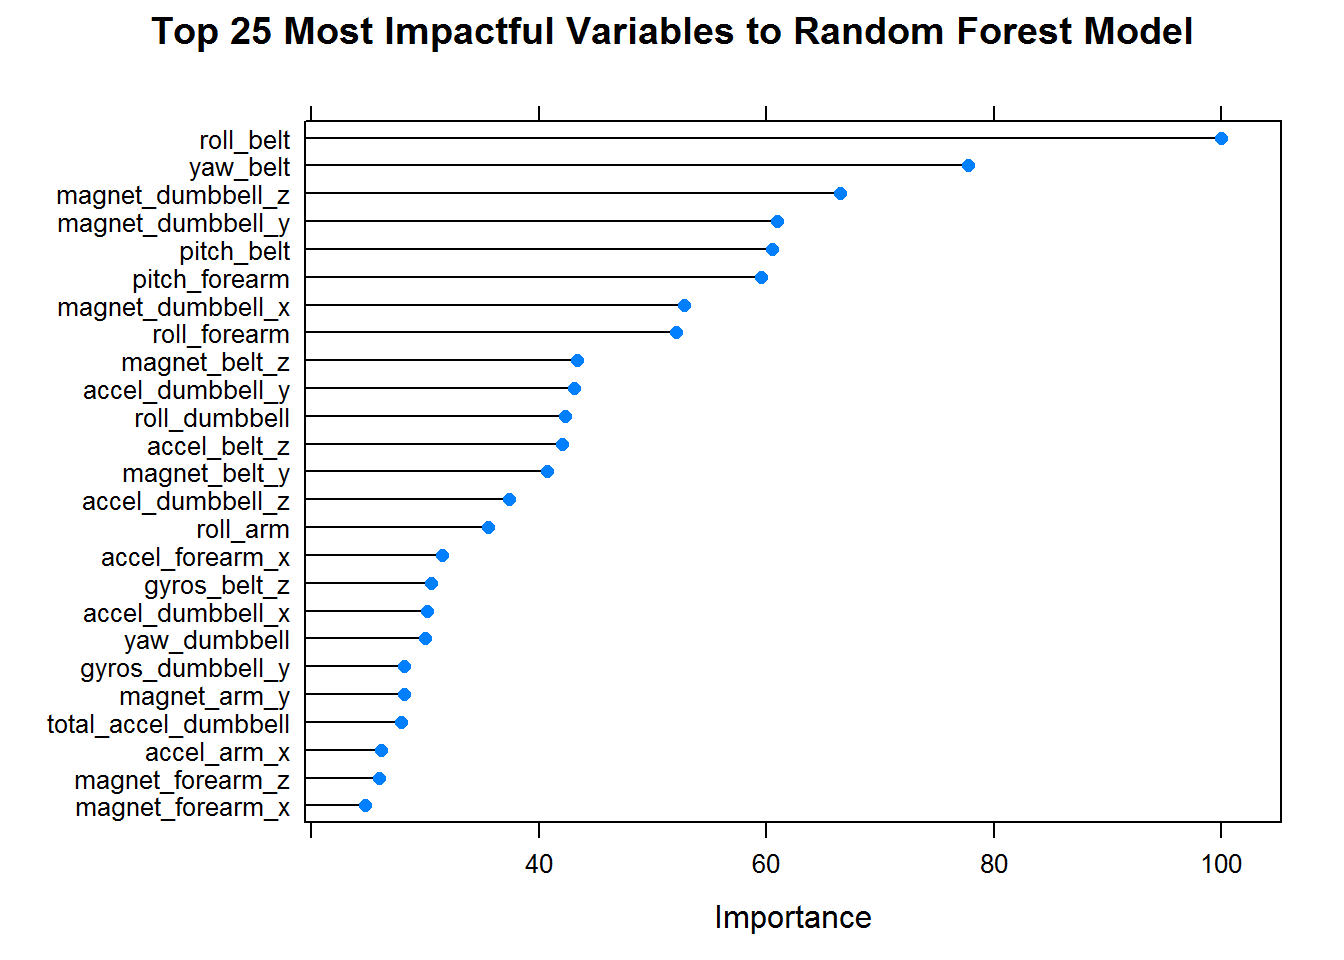 Top 25 Most Impactful Variables to Random Forest Model
roll_belt
yaw_belt
magnet_dumbbell_z
magnet_dumbbell_y
pitch_belt
pitch_forearm
magnet_dumbbell_x
roll_forearm
magnet_belt_z
accel_dumbbell_y
roll_dumbbell
accel_belt_z
magnet_belt_y
accel_dumbbell_z
roll_arm
accel_forearm_x
gyros_belt_z
accel_dumbbell_x
yaw_dumbbell
gyros_dumbbell_y
magnet_arm_y
total_accel_dumbbell
accel_arm_x
magnet_forearm_z
magnet_forearm_x
40 60 80 100
Importance